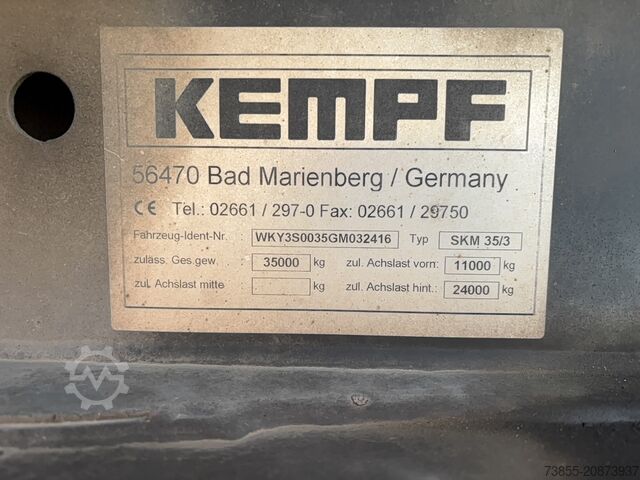 KEMPF
56470 Bad Marienberg / Germany
CE Tel.: 02661 / 297-0 Fax: 02661 / 29750
Fahrzeug-Ident-Nr. WKY3S0035GM032416 Typ SKM 35/3
zuläss. Ges.gew. 35000 kg zul. Achslast vorn: 11000 kg
zul. Achslast mitte kg zul. Achslast hint.: 24000 kg
73855-20873937